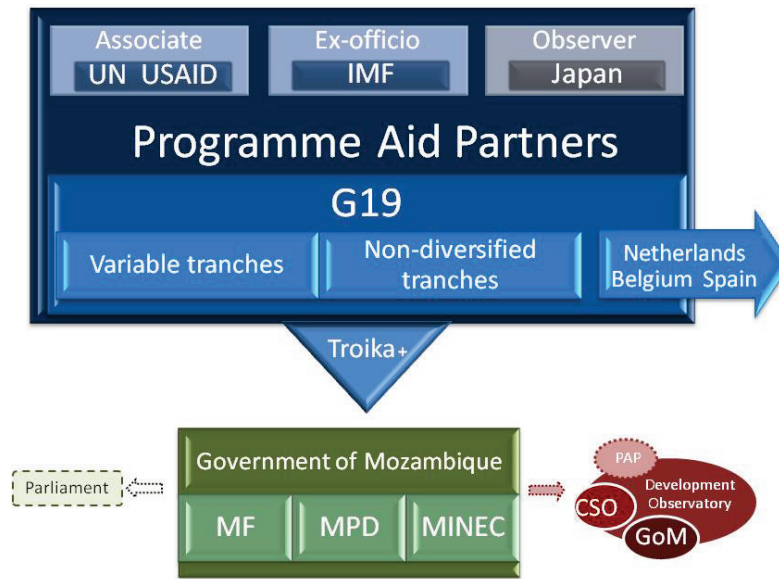 Associate
UN USAID
Ex-officio
IMF
Observer
Japan
Programme Aid Partners
G19
Variable tranches
Non-diversified
tranches
Netherlands
Belgium Spain
Troika+
Government of Mozambique
MF
MPD
MINEC
Parliament
PAP
Development
Observatory
CSO
GoM